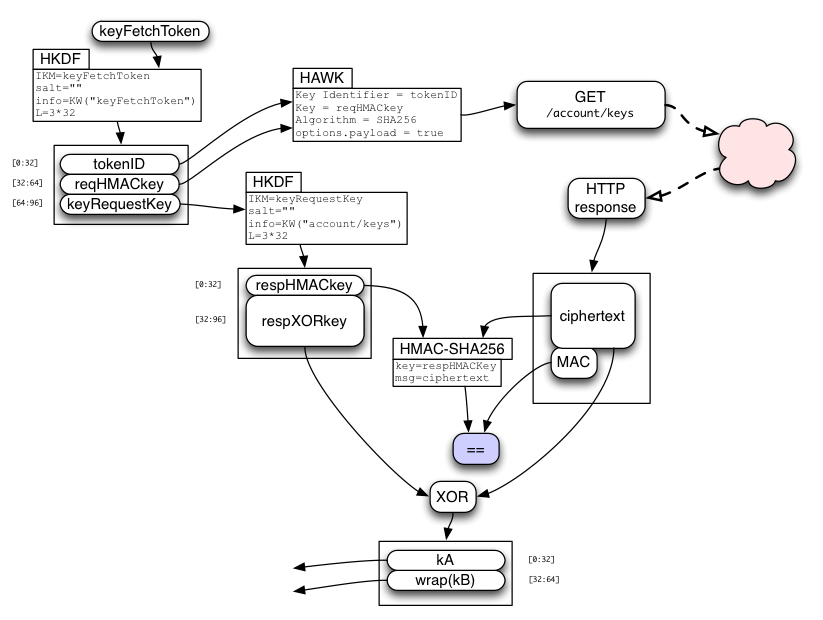 keyFetchToken
HKDF
IKM=keyFetchToken
salt=""
info=KW("keyFetchToken")
L=3*32
HAWK
Key Identifier = tokenID
Key = reqHMACkey
Algorithm = SHA256
options.payload = true
GET
/account/keys
[0:32]
tokenID
[32:64]
reqHMACkey
[64:96]
keyRequestKey
HKDF
IKM=keyRequestKey
salt=""
info=KW("account/keys")
L=3*32
HTTP
response
[0:32]
respHMACkey
[32:96]
respXORkey
ciphertext
MAC
HMAC-SHA256
key=respHMACKey
msg=ciphertext
==
XOR
kA
[0:32]
wrap(kB)
[32:64]